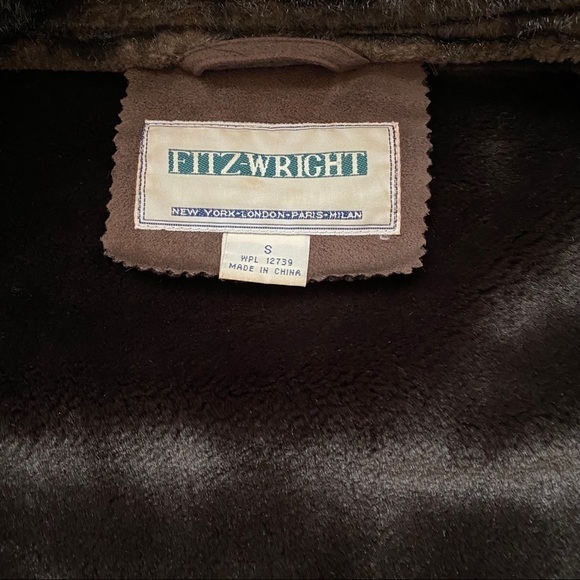 FITZ-WRIGHT
NEW YORK-LONDON-PARIS-MILAN
S
WPL 12739
MADE IN CHINA